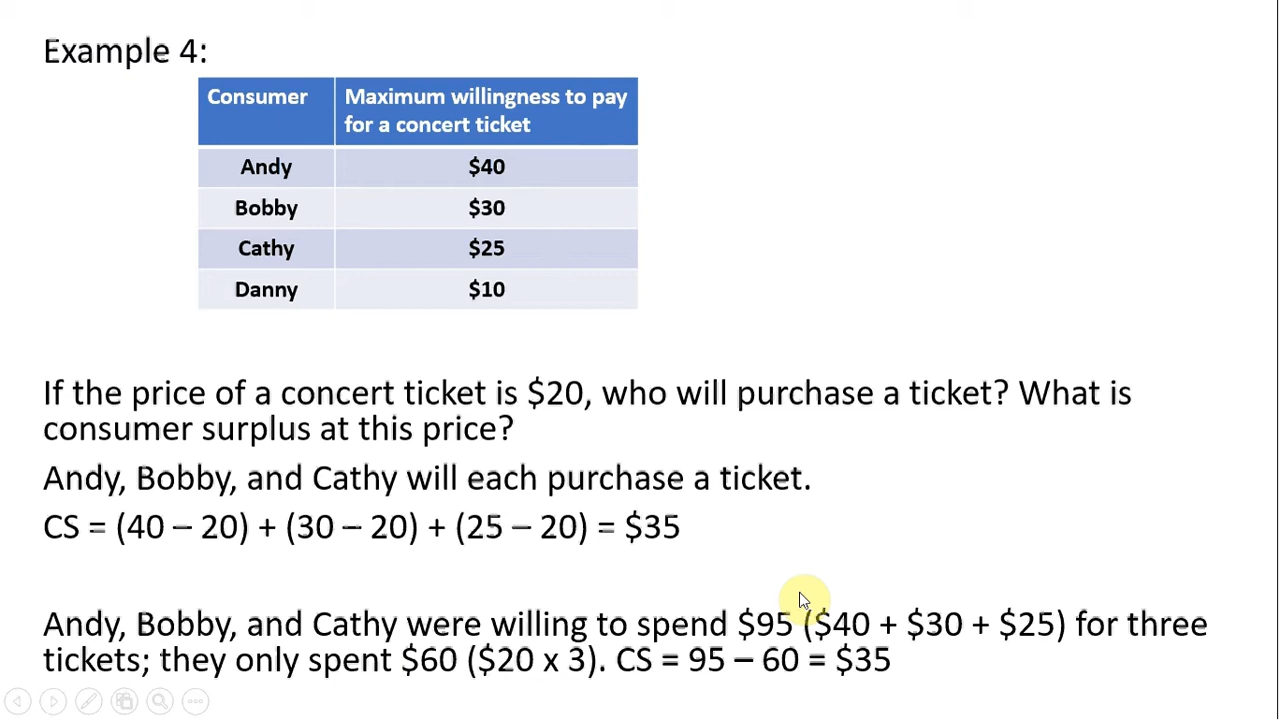 Example 4:
Consumer Maximum willingness to pay
for a concert ticket
Andy $40
Bobby $30
Cathy $25
Danny $10
If the price of a concert ticket is $20, who will purchase a ticket? What is
consumer surplus at this price?
Andy, Bobby, and Cathy will each purchase a ticket.
CS = (40 – 20) + (30 – 20) + (25 – 20) = $35
Andy, Bobby, and Cathy were willing to spend $95 ($40 + $30 + $25) for three
tickets; they only spent $60 ($20 x 3). CS = 95 – 60 = $35